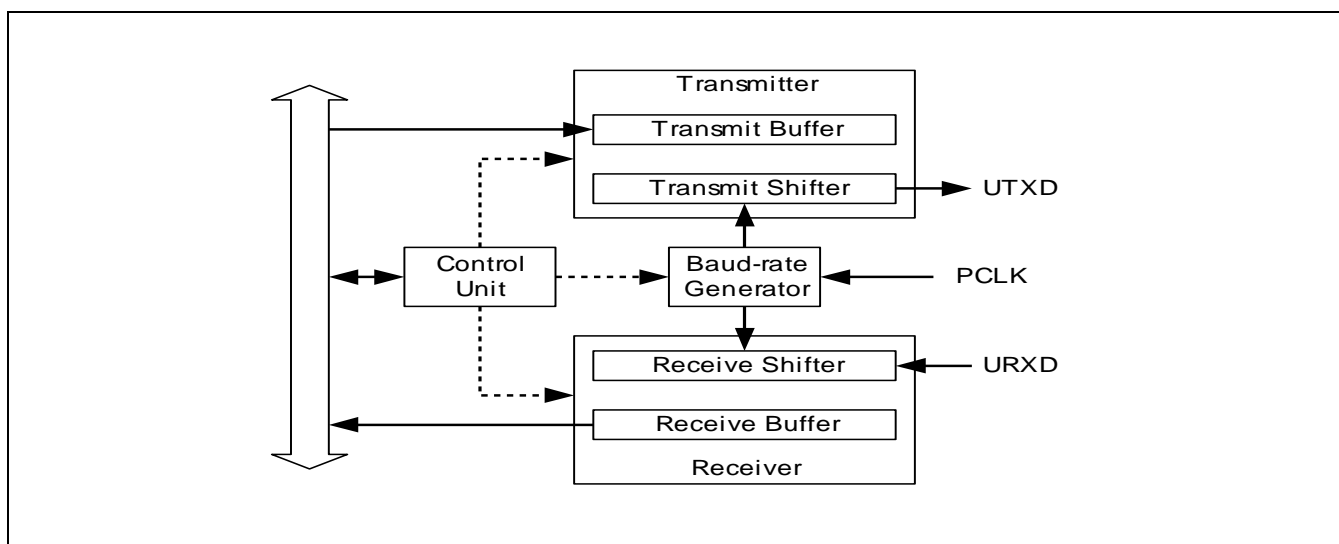 Transmitter
Transmit Buffer
Transmit Shifter
UTXD
Control
Unit
Baud-rate
Generator
PCLK
Receive Shifter
URXD
Receive Buffer
Receiver